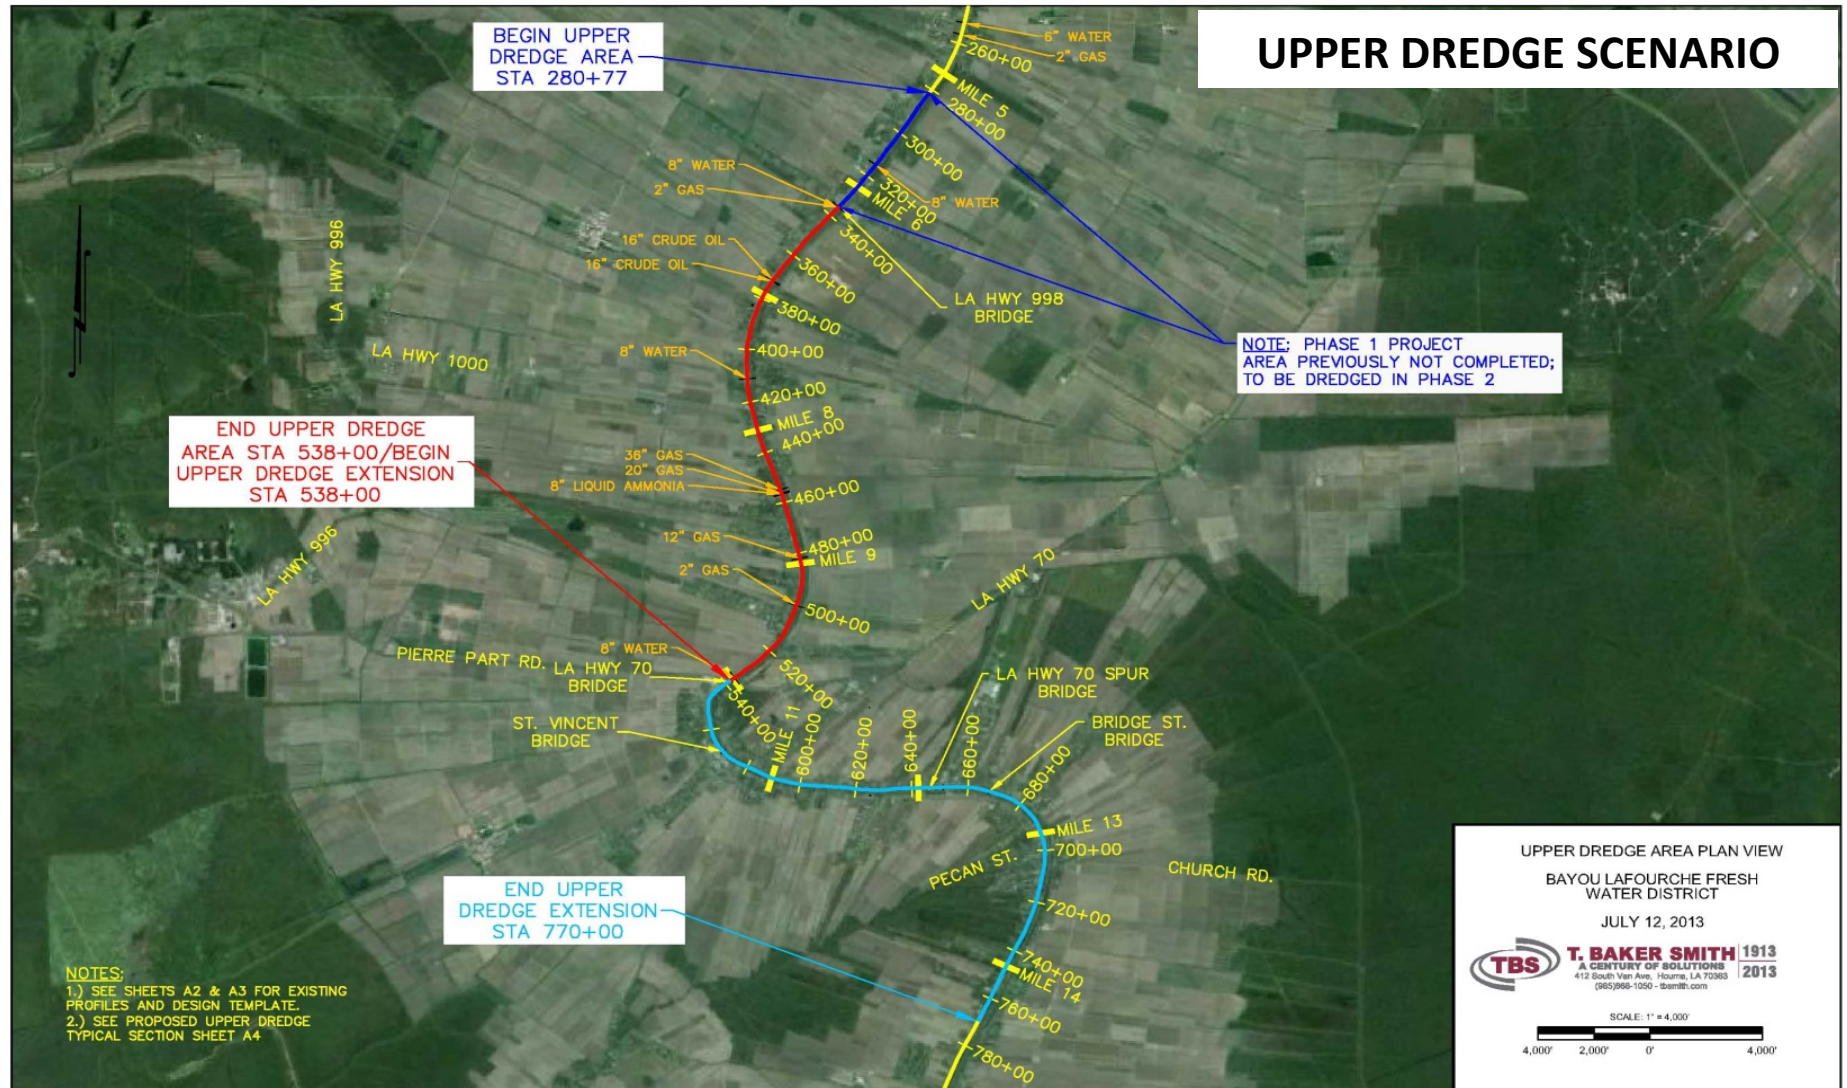 UPPER DREDGE SCENARIO
BEGIN UPPER
DREDGE AREA
STA 280+77
6" WATER
2" GAS
260+00
MILE 5
280+00
300+00
8" WATER
2" GAS
320+00
8" WATER
MILE 6
340+00
16" CRUDE OIL
16" CRUDE OIL
360+00
LA HWY 998
BRIDGE
380+00
LA HWY 996
NOTE: PHASE 1 PROJECT
AREA PREVIOUSLY NOT COMPLETED;
TO BE DREDGED IN PHASE 2
LA HWY 1000
8" WATER
400+00
420+00
MILE 8
440+00
END UPPER DREDGE
AREA STA 538+00/BEGIN
UPPER DREDGE EXTENSION
STA 538+00
36" GAS
20" GAS
8" LIQUID AMMONIA
460+00
12" GAS
480+00
MILE 9
2" GAS
LA HWY 996
LA HWY 70
500+00
8" WATER
PIERRE PART RD.
LA HWY 70
BRIDGE
520+00
540+00
ST. VINCENT
BRIDGE
MILE 11
600+00
620+00
640+00
660+00
LA HWY 70 SPUR
BRIDGE
BRIDGE ST.
BRIDGE
680+00
MILE 13
700+00
PECAN ST.
CHURCH RD.
720+00
END UPPER
DREDGE EXTENSION
STA 770+00
740+00
MILE 14
760+00
780+00
NOTES:
1.) SEE SHEETS A2 & A3 FOR EXISTING
PROFILES AND DESIGN TEMPLATE.
2.) SEE PROPOSED UPPER DREDGE
TYPICAL SECTION SHEET A4
UPPER DREDGE AREA PLAN VIEW
BAYOU LAFOURCHE FRESH
WATER DISTRICT
JULY 12, 2013
TBS
T. BAKER SMITH
A CENTURY OF SOLUTIONS
412 South Van Ave, Houma, LA 70363
(985)868-1050 - tbsmith.com
1913
2013
SCALE: 1" = 4,000'
4,000' 2,000' 0' 4,000'